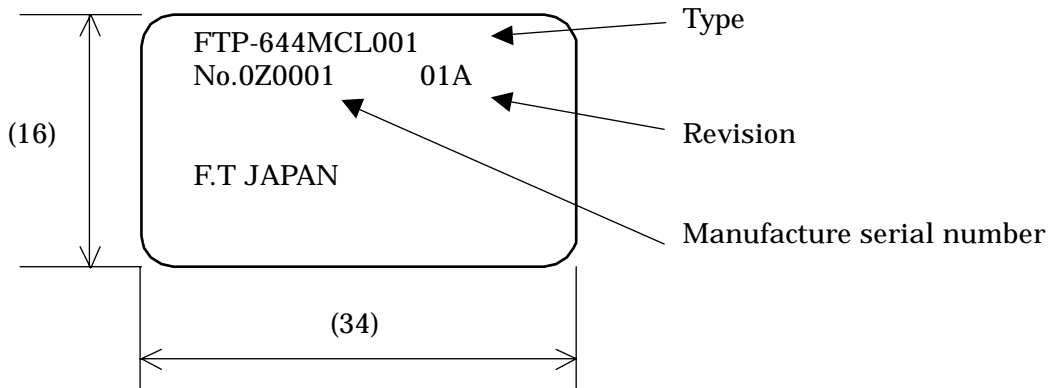 Type
FTP-644MCL001
No.0Z0001 01A
(16)
Revision
F.T JAPAN
Manufacture serial number
(34)